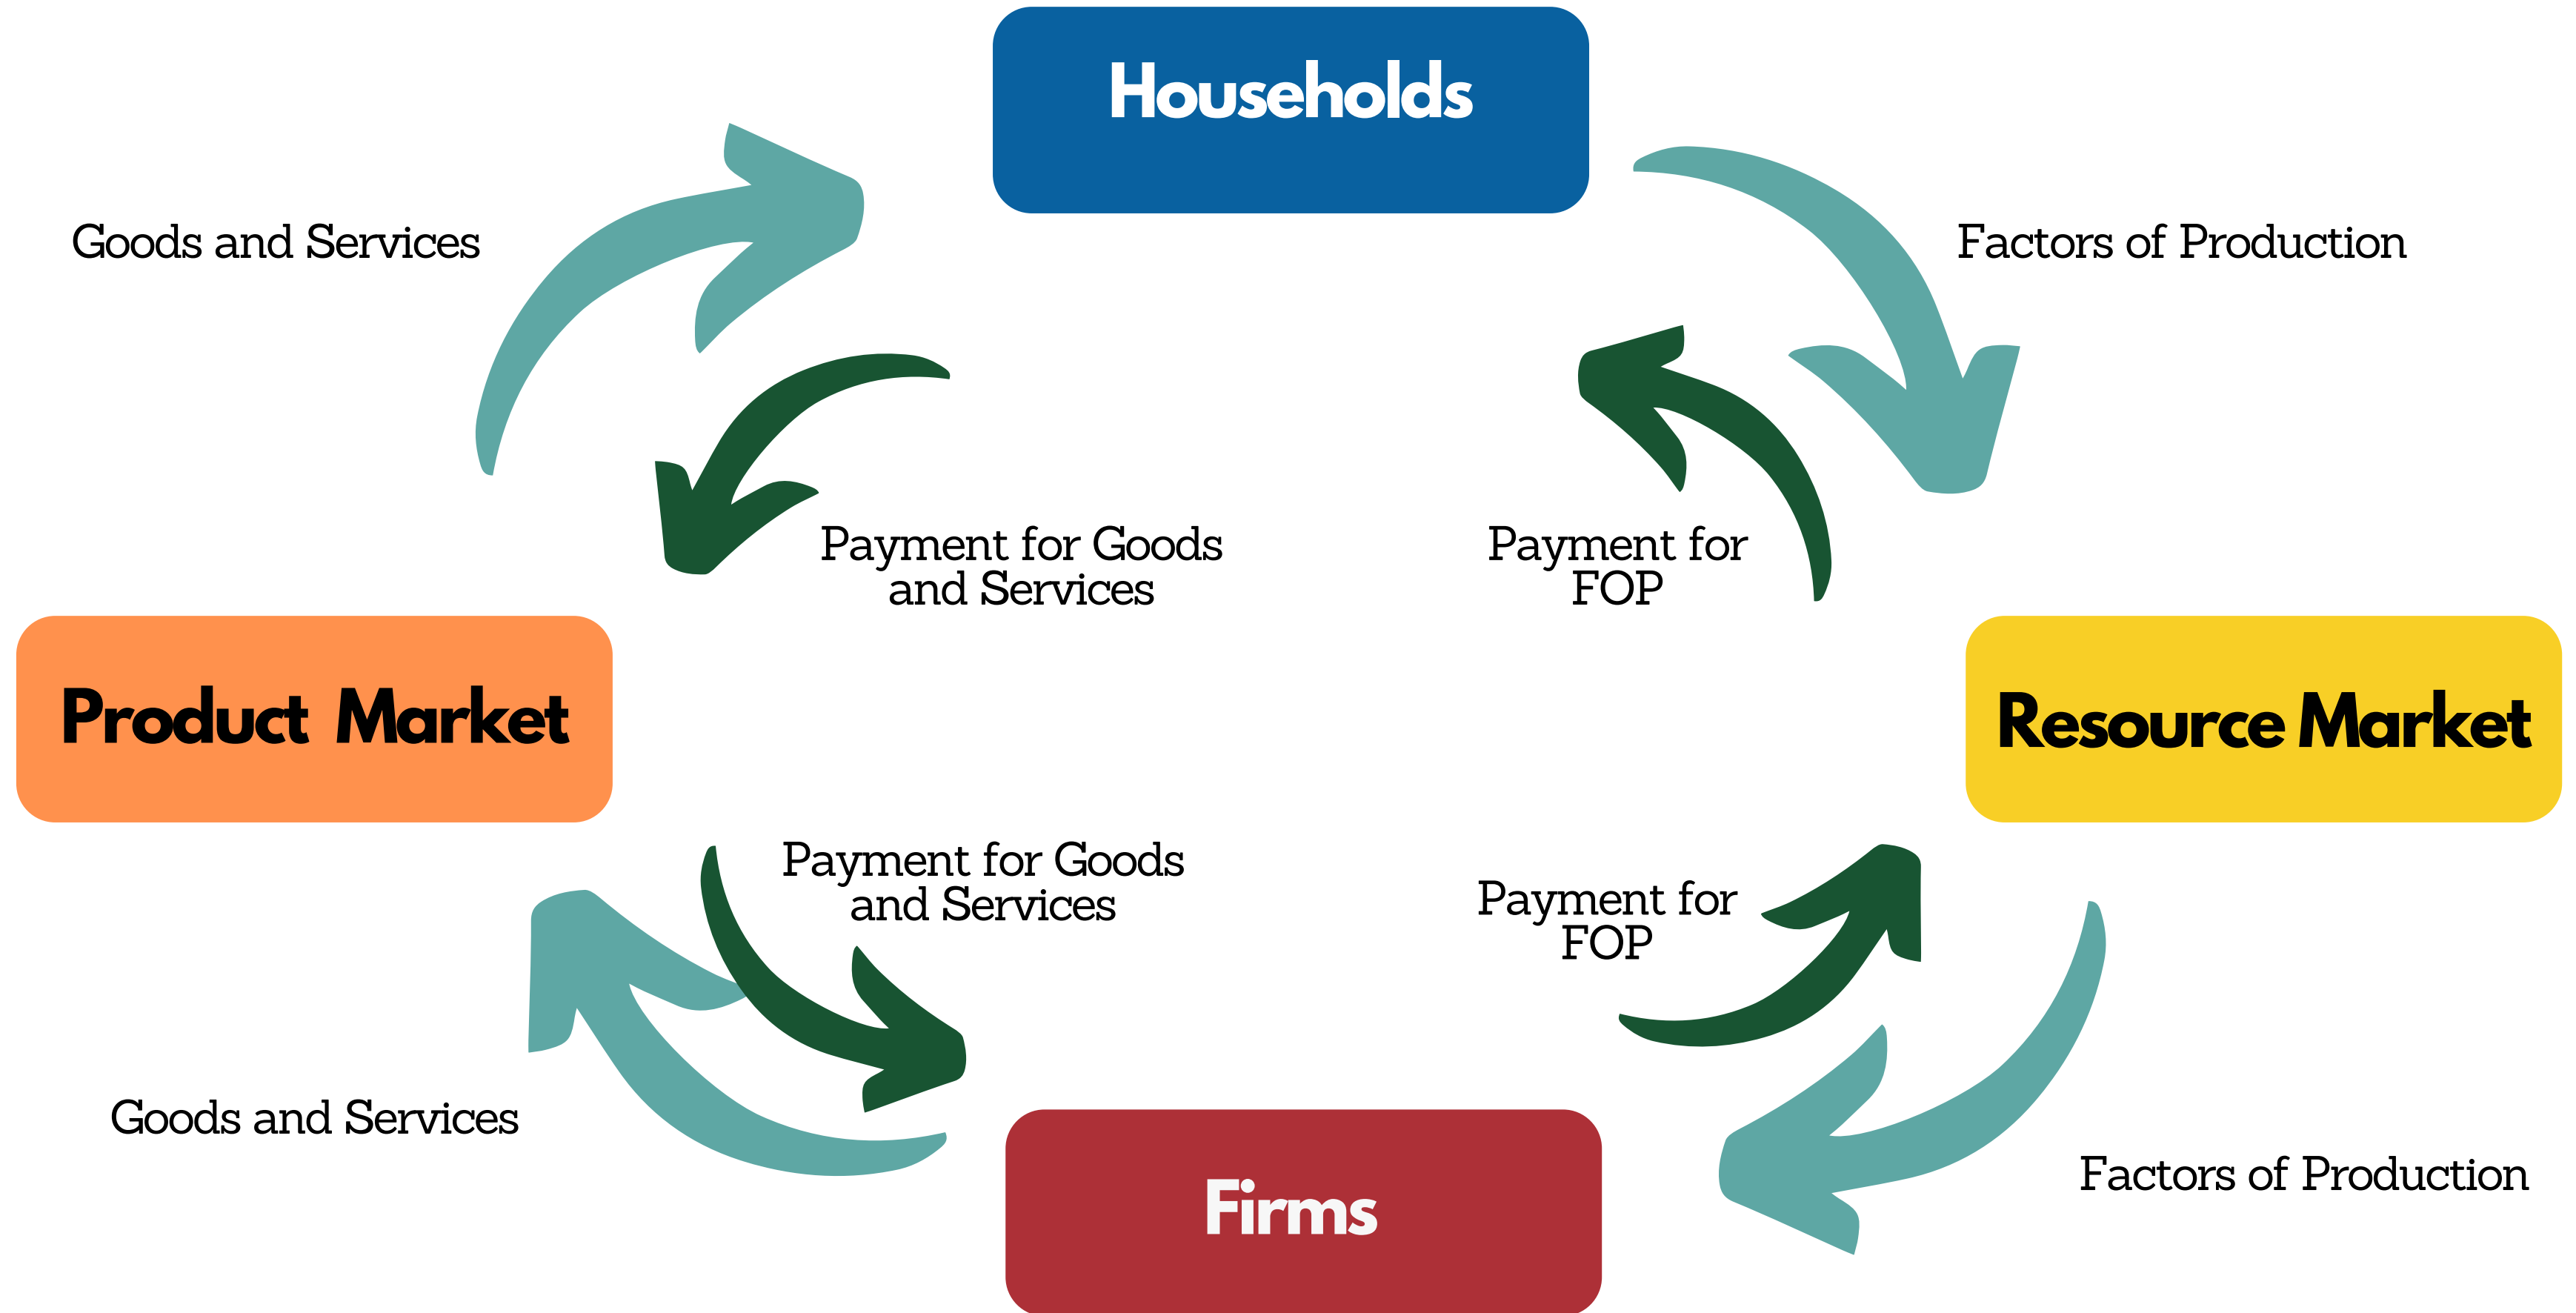 Households
Goods and Services
Factors of Production
Payment for Goods
and Services
Payment for
FOP
Product Market
Resource Market
Payment for Goods
and Services
Payment for
FOP
Goods and Services
Factors of Production
Firms